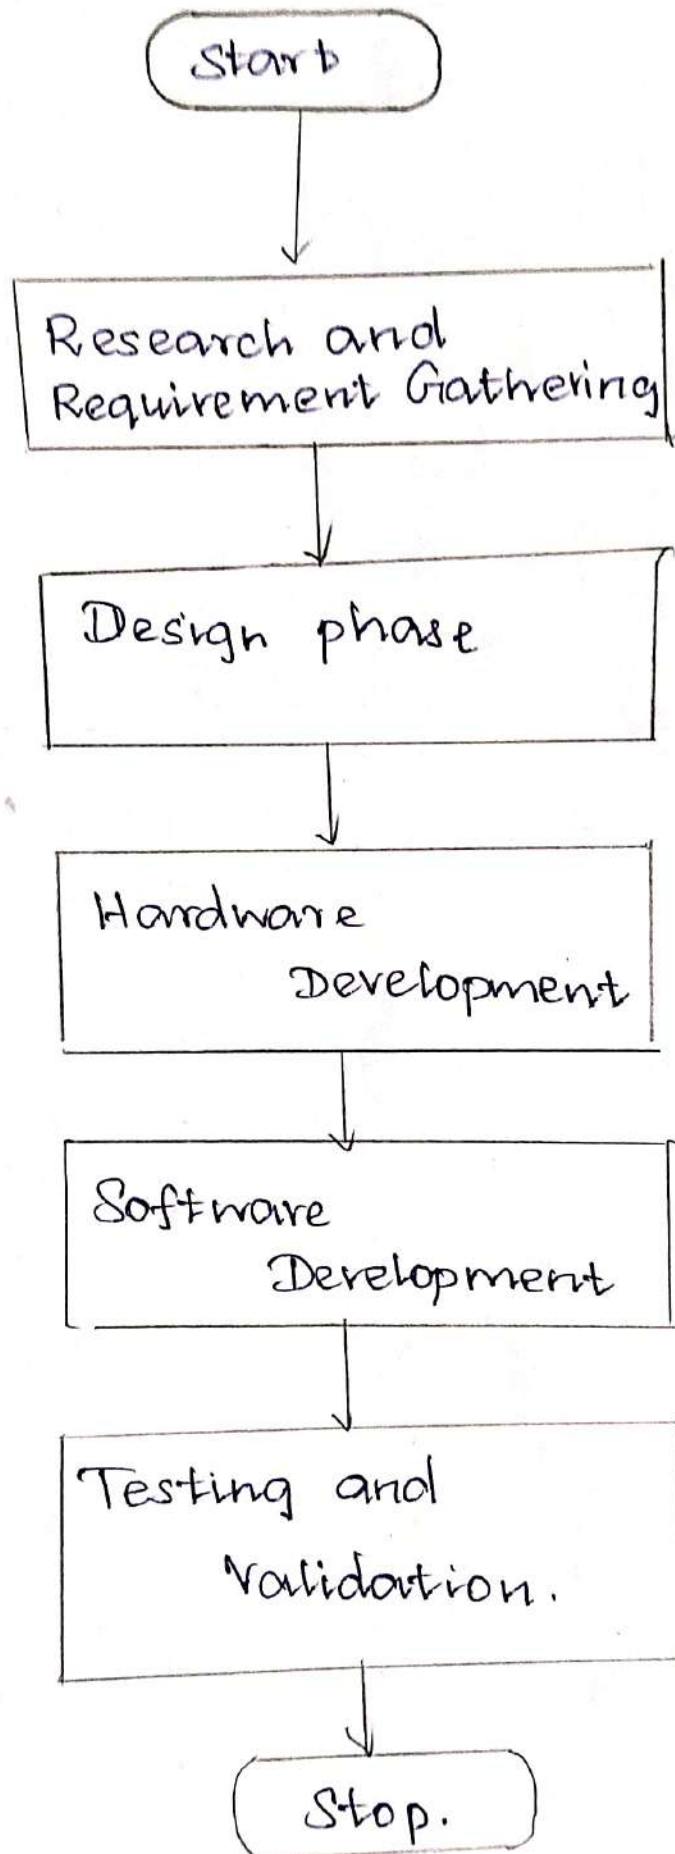 Start
Research and
Requirement Gathering
Design phase
Hardware
Development
Software
Development
Testing and
Validation.
Stop.